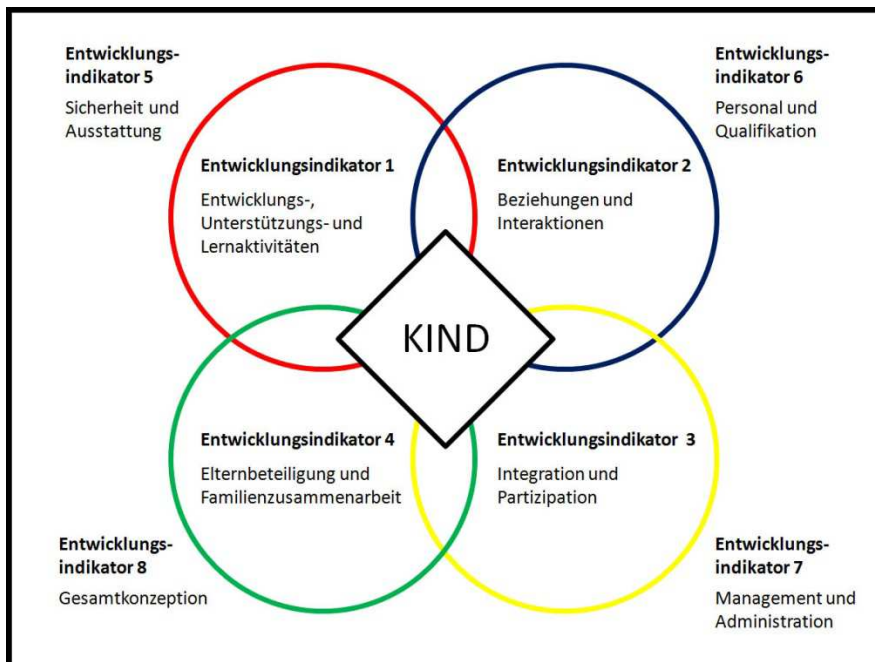 Entwicklungs-
indikator 5
Sicherheit und
Ausstattung
Entwicklungs-
indikator 6
Personal und
Qualifikation
Entwicklungsindikator 1
Entwicklungs-,
Unterstützungs- und
Lernaktivitäten
Entwicklungsindikator 2
Beziehungen und
Interaktionen
KIND
Entwicklungsindikator 4
Elternbeteiligung und
Familienzusammenarbeit
Entwicklungsindikator 3
Integration und
Partizipation
Entwicklungs-
indikator 8
Gesamtkonzeption
Entwicklungs-
indikator 7
Management und
Administration